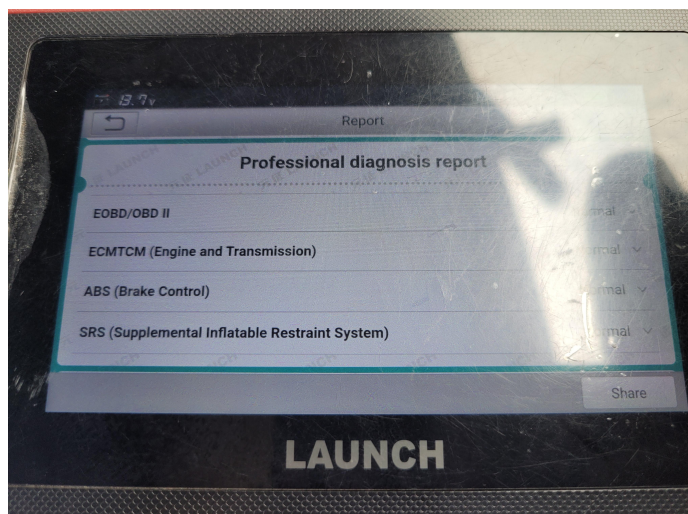 13.7v
Report
Professional diagnosis report
EOBD/OBD II
ECMTCM (Engine and Transmission)
ABS (Brake Control)
SRS (Supplemental Inflatable Restraint System)
Share
LAUNCH